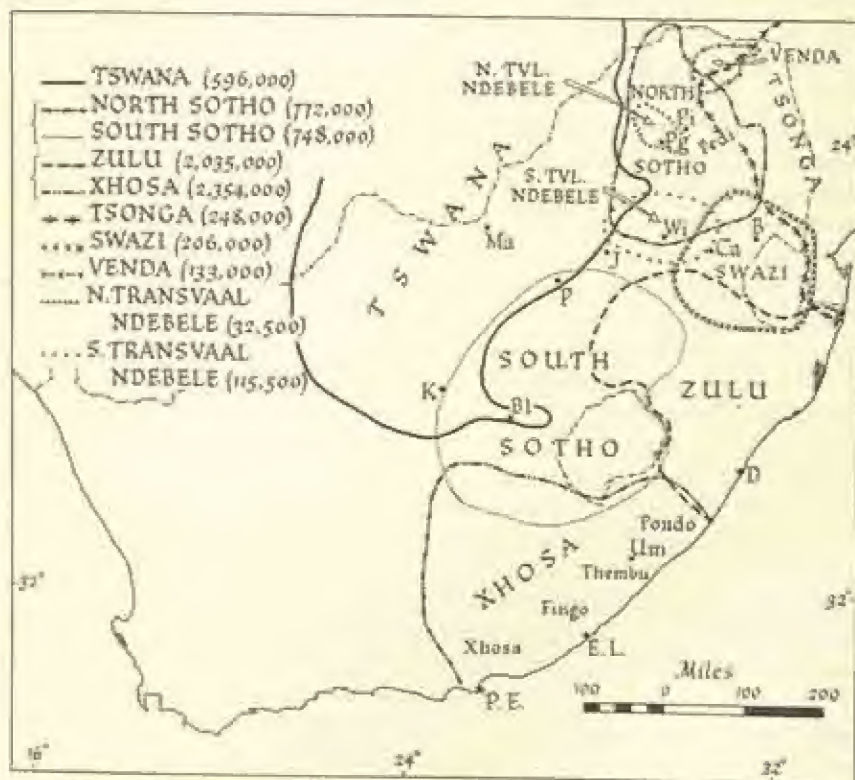 TSWANA (596,000)
NORTH SOTHO (772,000)
SOUTH SOTHO (748,000)
ZULU (2,035,000)
XHOSA (2,354,000)
TSONGA (248,000)
SWAZI (206,000)
VENDA (133,000)
N. TRANSVAAL
NDEBELE (32,500)
S. TRANSVAAL
NDEBELE (115,500)
VENDA
N. TVL.
NDEBELE
NORTH
TSONGA
Pi
Pg
Pedi
24°
SOTHO
S. TVL.
NDEBELE
TSWANA
Ma
Wi
B
J
Ca
SWAZI
P
SOUTH
K
ZULU
Bl
SOTHO
D
Pondo
Um
XHOSA
Thembu
32°
32°
Fingo
E.L.
Xhosa
Miles
P.E.
100 0 100 200
16°
24°
32°